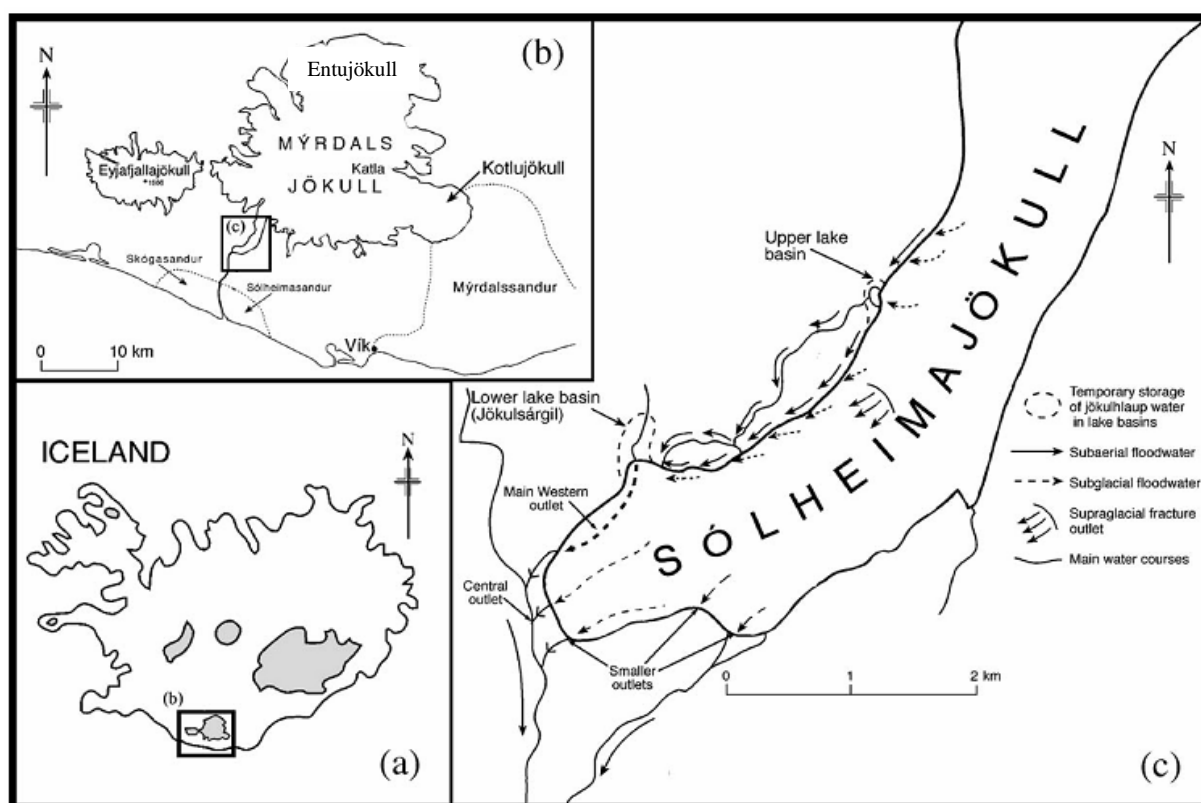 N
(b)
Entujökull
MÝRDALS
JÖKULL
Katla
Kotlujökull
Eyjafjallajökull
(c)
Skógasandur
Sólheimasandur
Mýrdalssandur
Vík
0 10 km
ICELAND
N
(b)
(a)
N
Upper lake
basin
Lower lake basin
(Jökulsárgil)
Main Western
outlet
Central
outlet
Smaller
outlets
SÓLHEIMAJÖKULL
Temporary storage
of jökulhlaup water
in lake basins
Subaerial floodwater
Subglacial floodwater
Supraglacial fracture
outlet
Main water courses
0 1 2 km
(c)